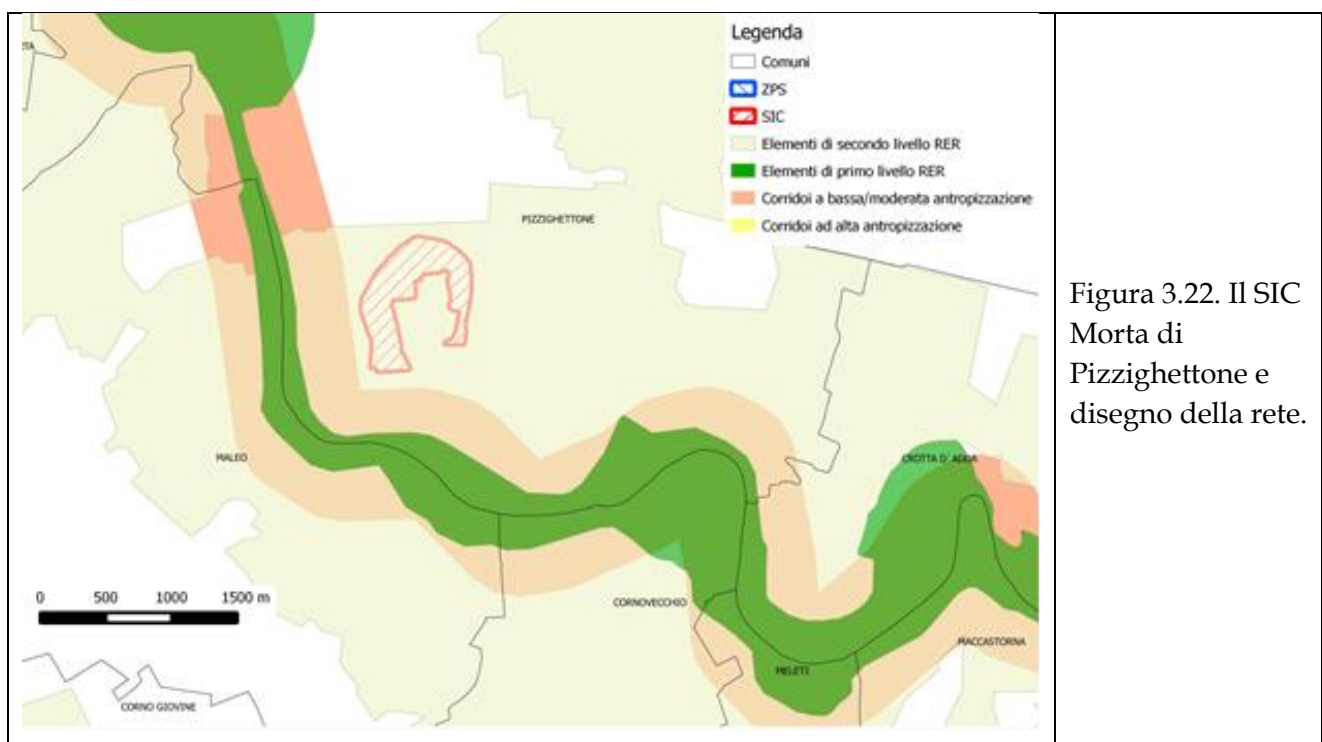 Legenda
Comuni
ZPS
SIC
Elementi di secondo livello RER
Elementi di primo livello RER
Corridoi a bassa/moderata antropizzazione
Corridoi ad alta antropizzazione
PIZZIGHETTONE
MALEO
CROTTA D' ADDA
CORNOVECCHIO
MACCASTORNA
MELETI
CORNO GIOVINE
0 500 1000 1500 m
Figura 3.22. Il SIC
Morta di
Pizzighettone e
disegno della rete.